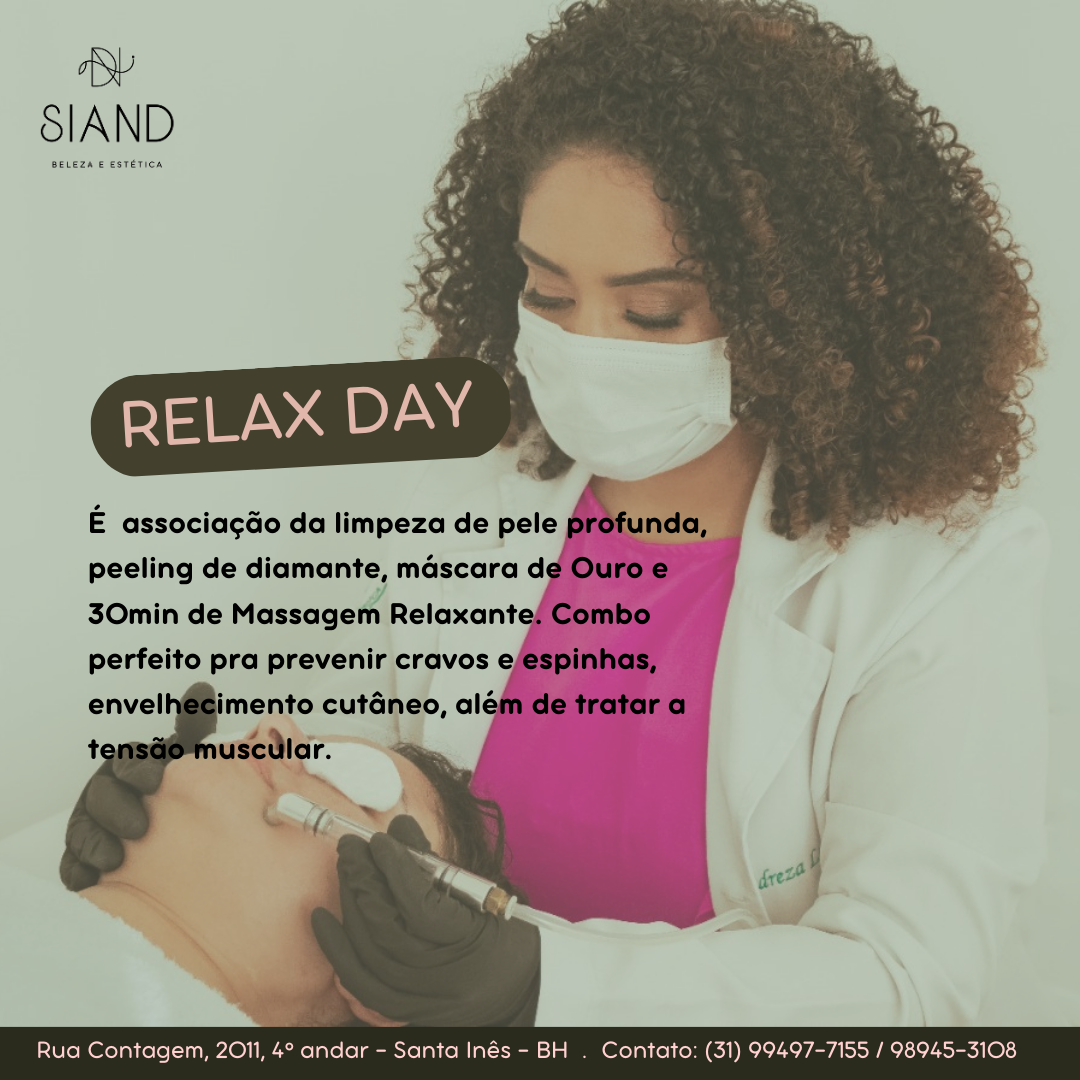 SIAND
BELEZA E ESTÉTICA
RELAX DAY
É associação da limpeza de pele profunda,
peeling de diamante, máscara de Ouro e
30min de Massagem Relaxante. Combo
perfeito pra prevenir cravos e espinhas,
envelhecimento cutâneo, além de tratar a
tensão muscular.
Rua Contagem, 2011, 4º andar - Santa Inês - BH . Contato: (31) 99497-7155 / 98945-3108